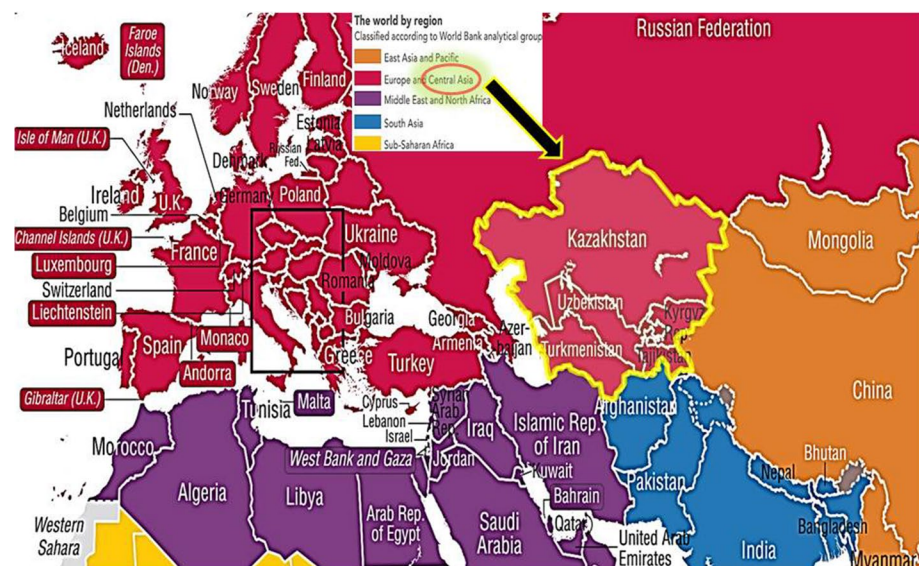 Iceland
Faroe
Islands
(Den.)
The world by region
Classified according to World Bank analytical group
East Asia and Pacific
Europe and Central Asia
Middle East and North Africa
South Asia
Sub-Saharan Africa
Russian Federation
Norway
Sweden
Finland
Netherlands
Estonia
Latvia
Russian
Fed.
Isle of Man (U.K.)
Denmark
Ireland
U.K.
German
Poland
Belgium
Channel Islands (U.K.)
France
Ukraine
Kazakhstan
Mongolia
Luxembourg
Moldova
Switzerland
Romania
Uzbekistan
Liechtenstein
Bulgaria
Georgia
Kyrgyz
Rep.
Portugal
Spain
Monaco
Armenia
Azer-
baijan
Turkmenistan
Tajikistan
Andorra
Greece
Turkey
China
Gibraltar (U.K.)
Tunisia
Malta
Cyprus
Lebanon
Israel
Syrian
Arab
Rep.
Iraq
Islamic Rep.
of Iran
Afghanistan
Morocco
West Bank and Gaza
Jordan
Kuwait
Pakistan
Nepal
Bhutan
Algeria
Libya
Arab Rep.
of Egypt
Saudi
Arabia
Bahrain
Qatar
United Arab
Emirates
India
Bangladesh
Myanmar
Western
Sahara